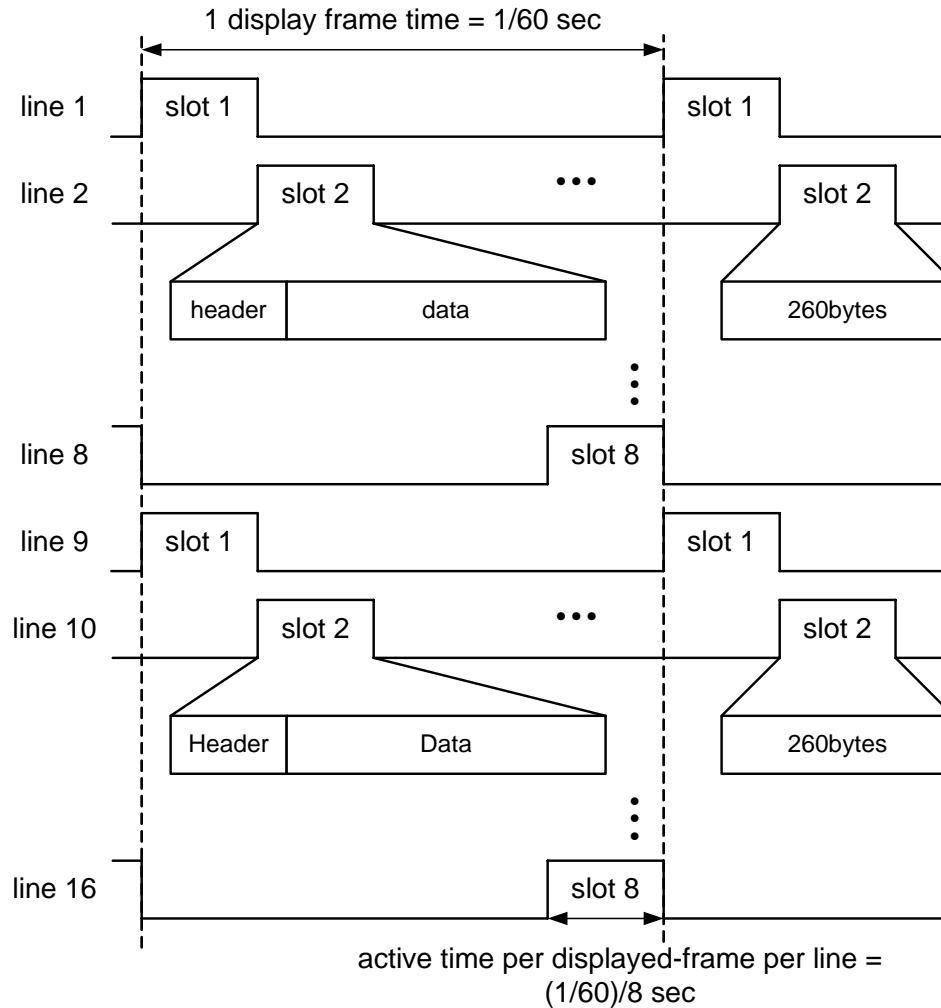 1 display frame time = 1/60 sec
line 1
slot 1
slot 1
line 2
slot 2
•••
slot 2
header
data
260bytes
line 8
slot 8
line 9
slot 1
slot 1
line 10
slot 2
•••
slot 2
Header
Data
260bytes
line 16
slot 8
active time per displayed-frame per line =
(1/60)/8 sec